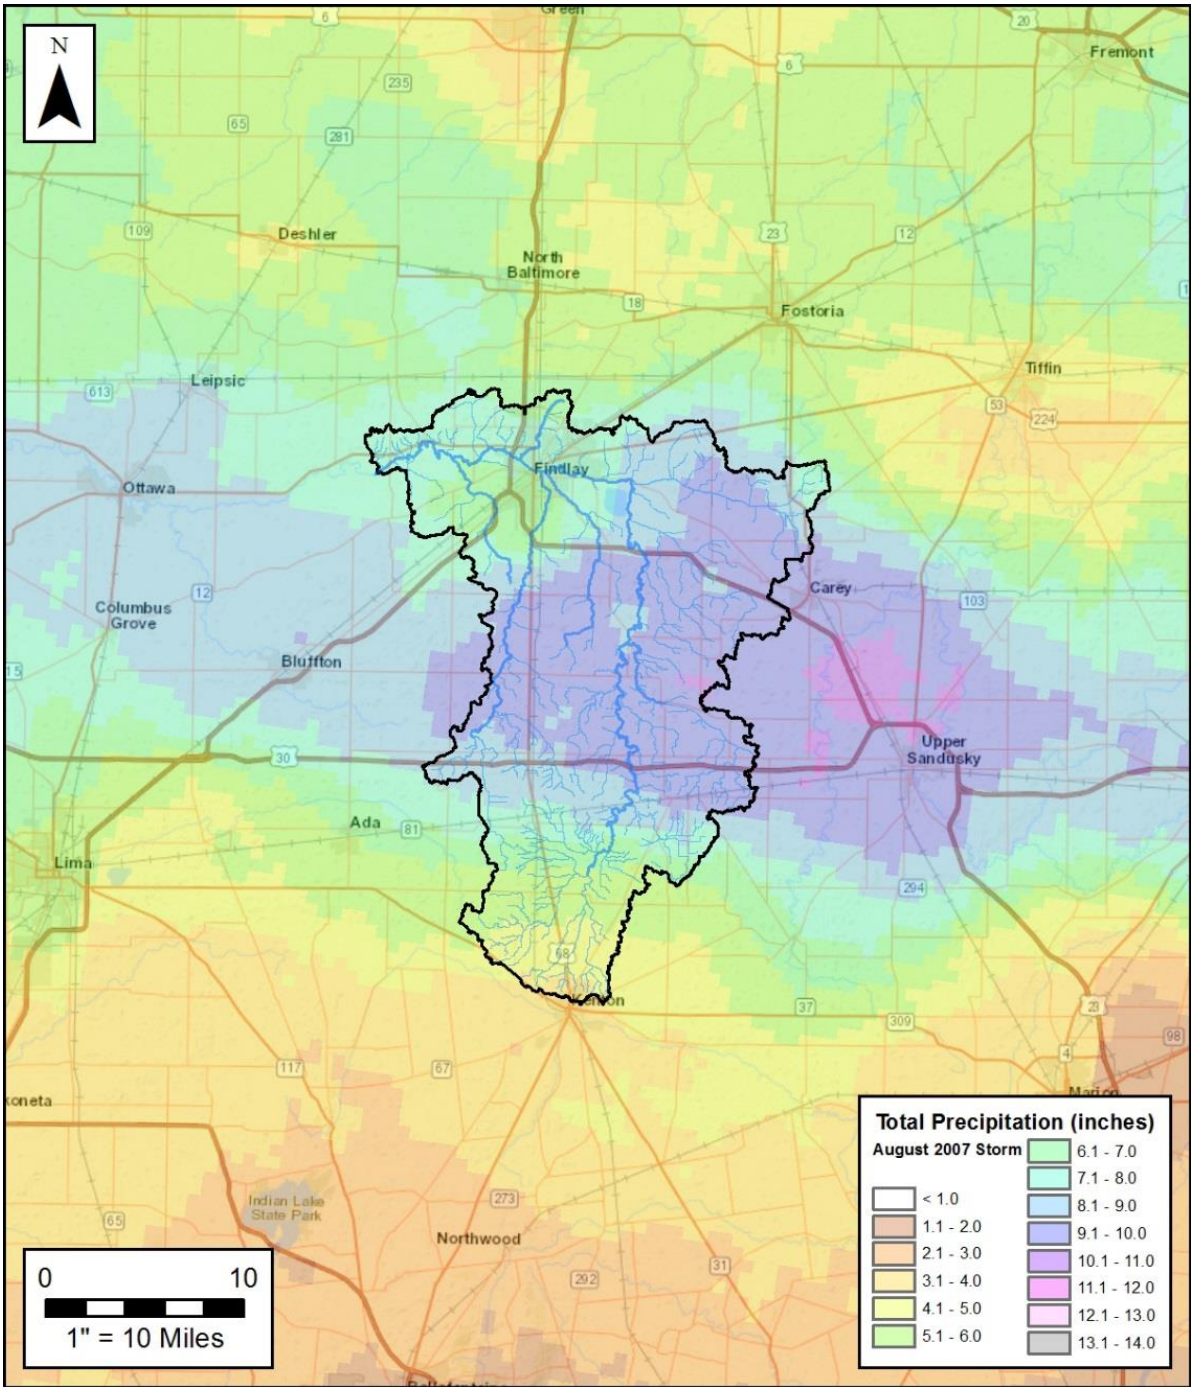 Green
6
20
Fremont
6
N
235
65
281
109
Deshler
23
12
North
Baltimore
18
Fostoria
Leipsic
613
Tiffin
53
224
Findlay
Ottawa
12
Carey
103
Columbus
Grove
15
Bluffton
30
Upper
Sandusky
Ada
81
Lima
294
68
Kenton
37
309
23
98
4
Marion
117
67
koneta
Indian Lake
State Park
65
273
Northwood
292
31
Total Precipitation (inches)
August 2007 Storm
< 1.0
1.1 - 2.0
2.1 - 3.0
3.1 - 4.0
4.1 - 5.0
5.1 - 6.0
6.1 - 7.0
7.1 - 8.0
8.1 - 9.0
9.1 - 10.0
10.1 - 11.0
11.1 - 12.0
12.1 - 13.0
13.1 - 14.0
0 10
1" = 10 Miles